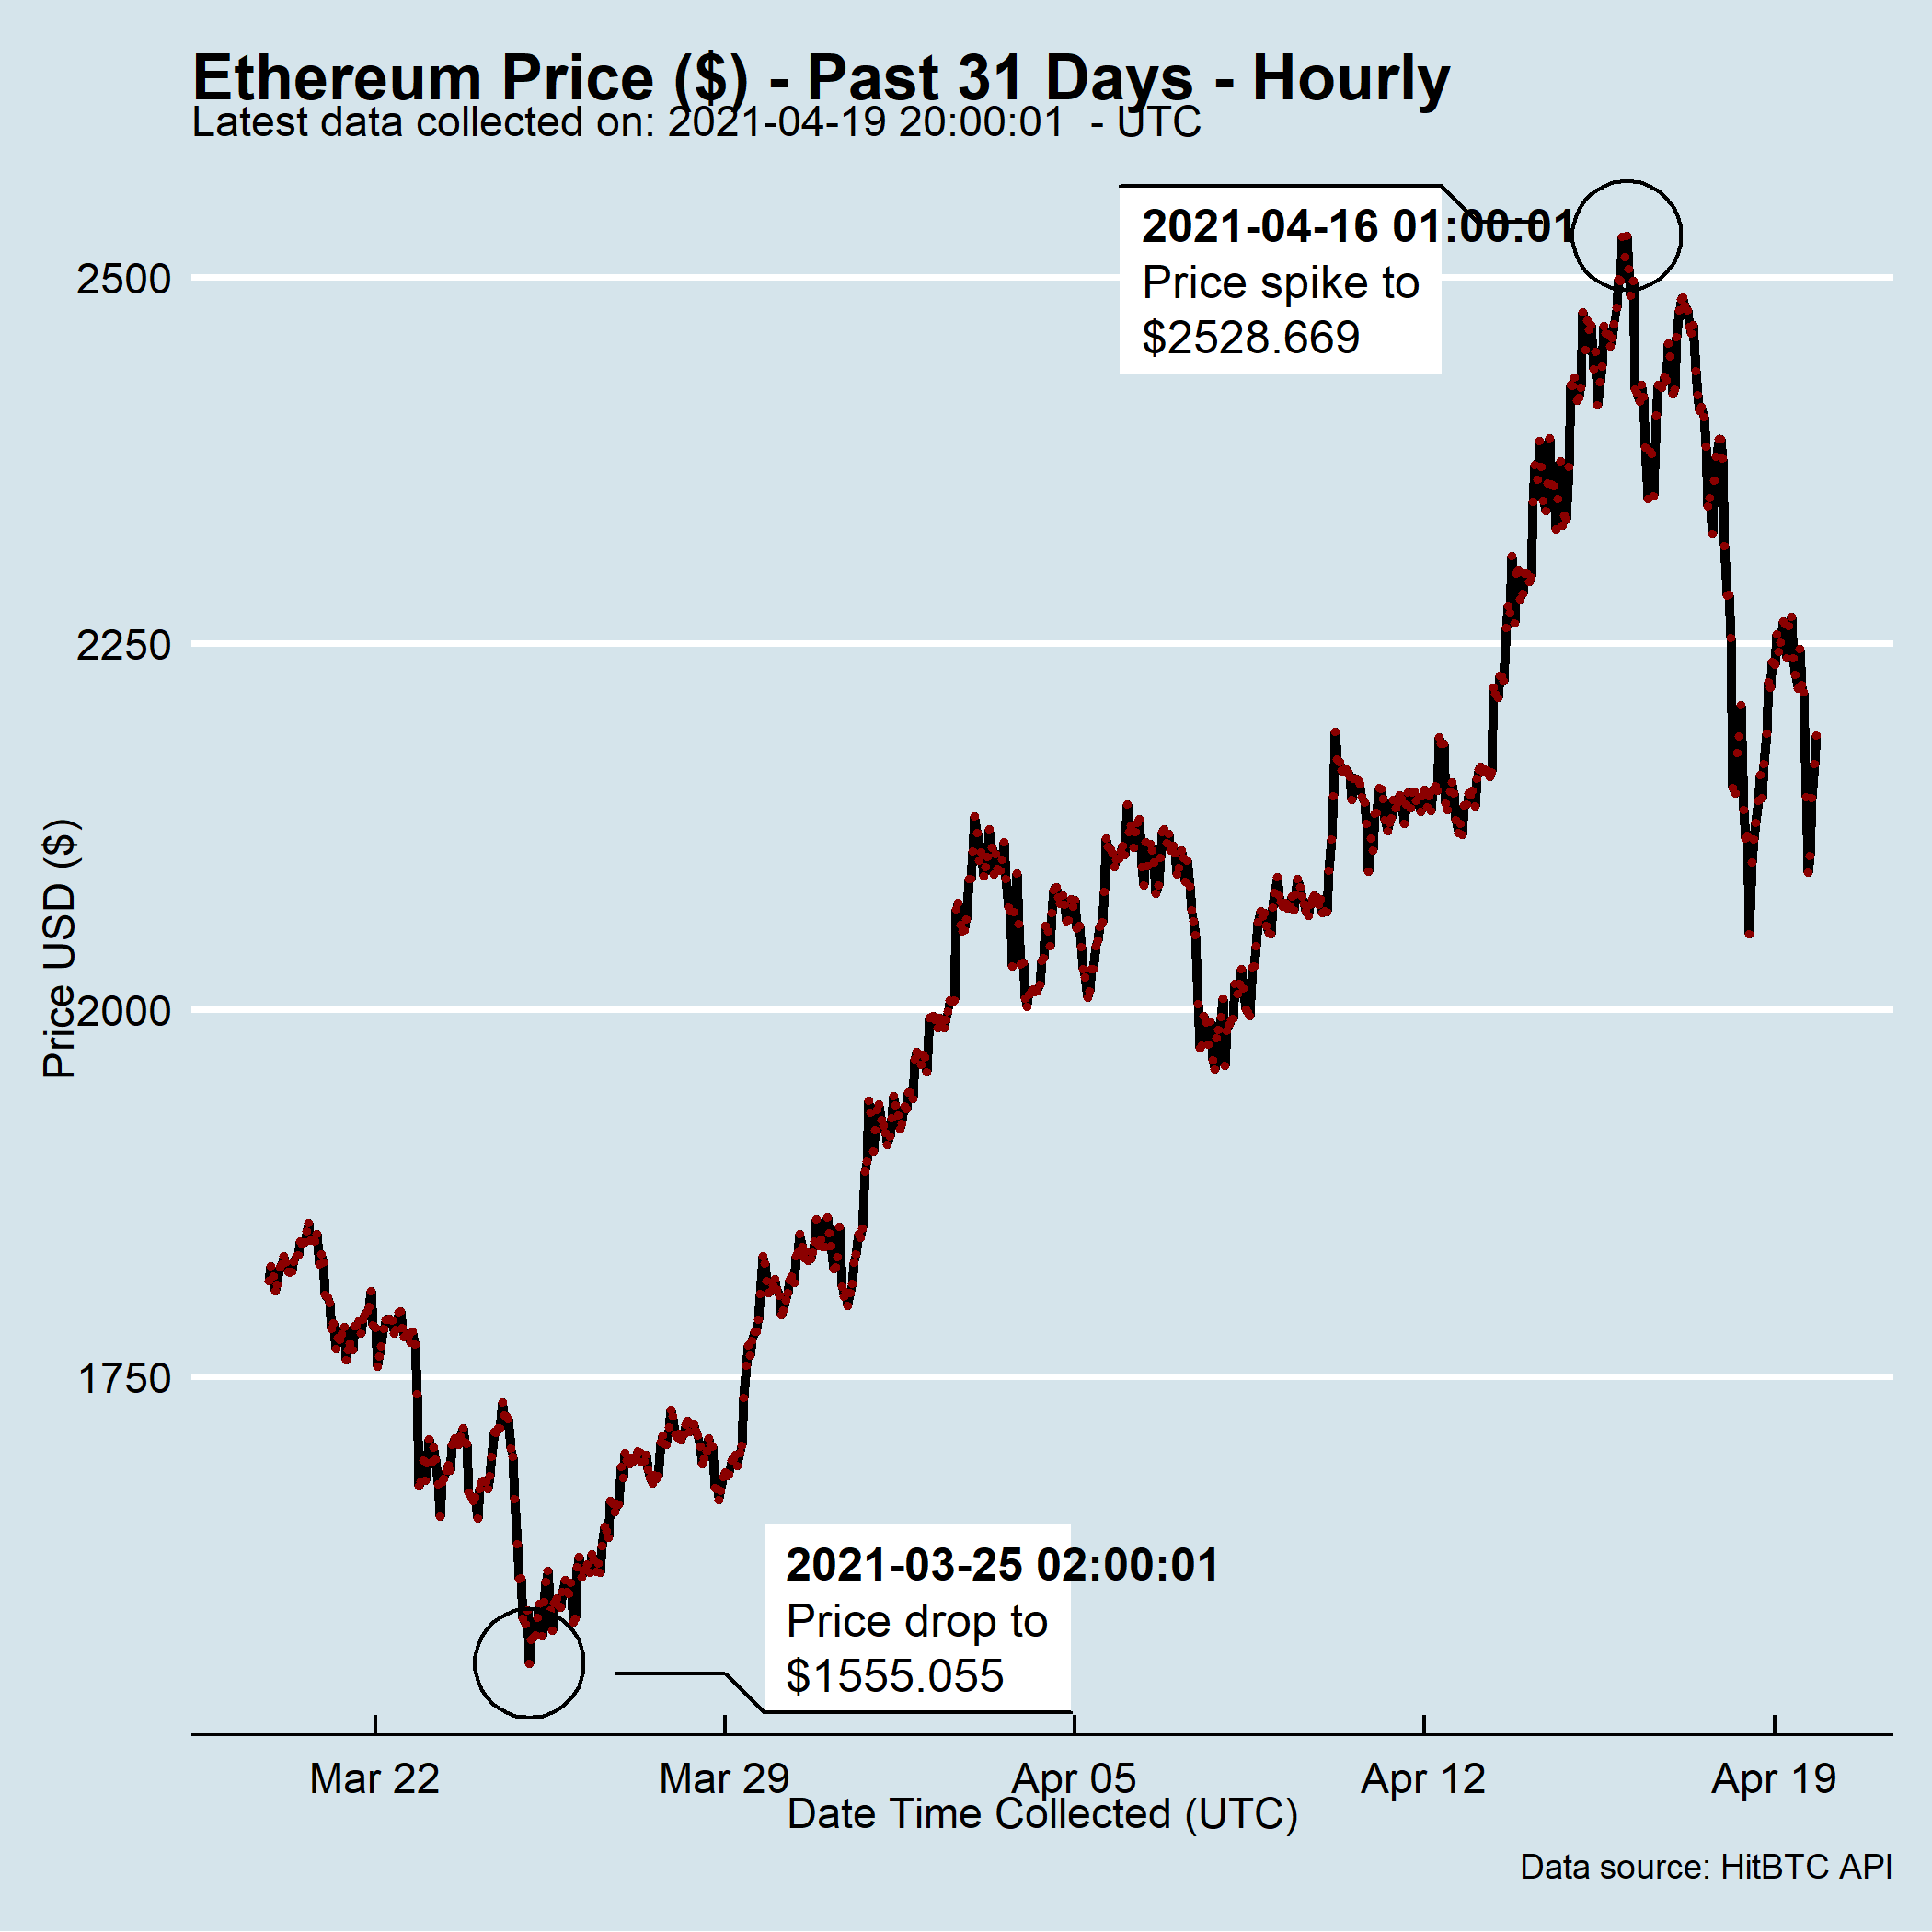 Ethereum Price ($) - Past 31 Days - Hourly
Latest data collected on: 2021-04-19 20:00:01  - UTC
2021-04-16 01:00:01
Price spike to
$2528.669
2500
2250
2000
1750
Price USD ($)
2021-03-25 02:00:01
Price drop to
$1555.055
Mar 22
Mar 29
Apr 05
Apr 12
Apr 19
Date Time Collected (UTC)
Data source: HitBTC API